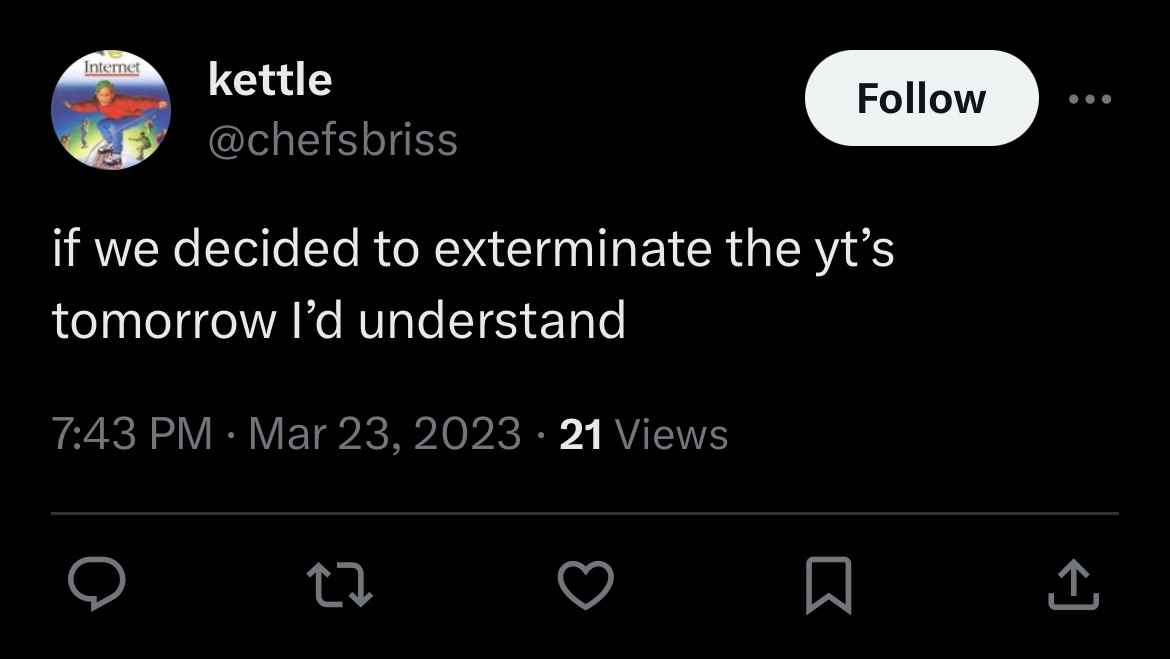 Internet
kettle
@chefsbriss
Follow
if we decided to exterminate the yt’s
tomorrow I’d understand
7:43 PM · Mar 23, 2023 · 21 Views